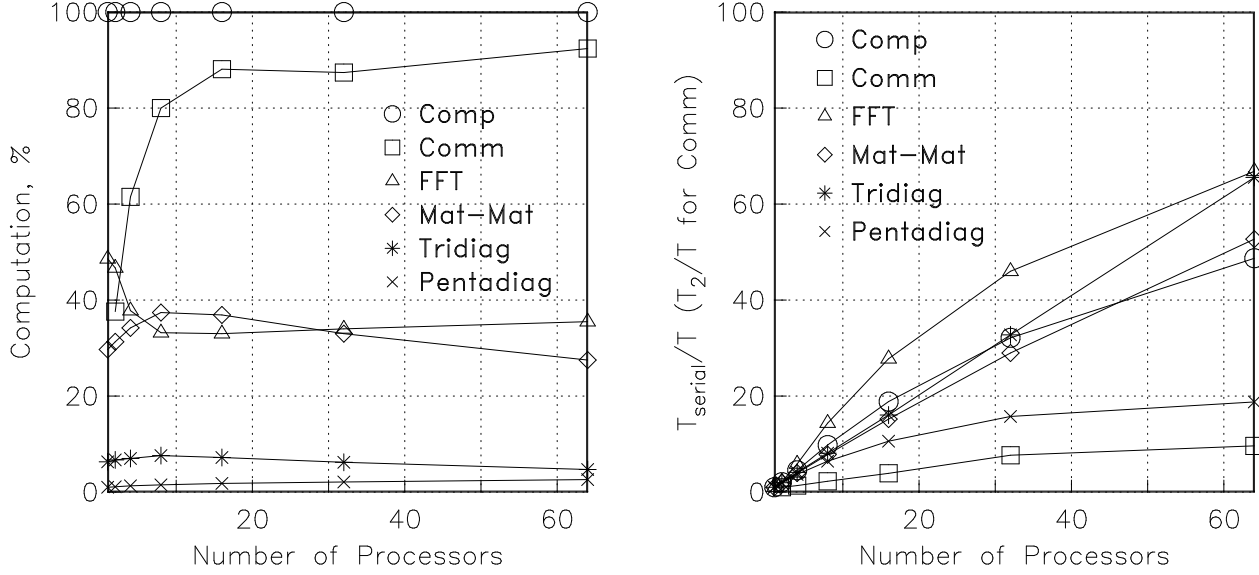 100
80
60
40
20
0
Computation, %
Comp
Comm
FFT
Mat−Mat
Tridiag
Pentadiag
20 40 60
Number of Processors
100
80
60
40
20
0
T_serial/T (T_2/T for Comm)
Comp
Comm
FFT
Mat−Mat
Tridiag
Pentadiag
20 40 60
Number of Processors